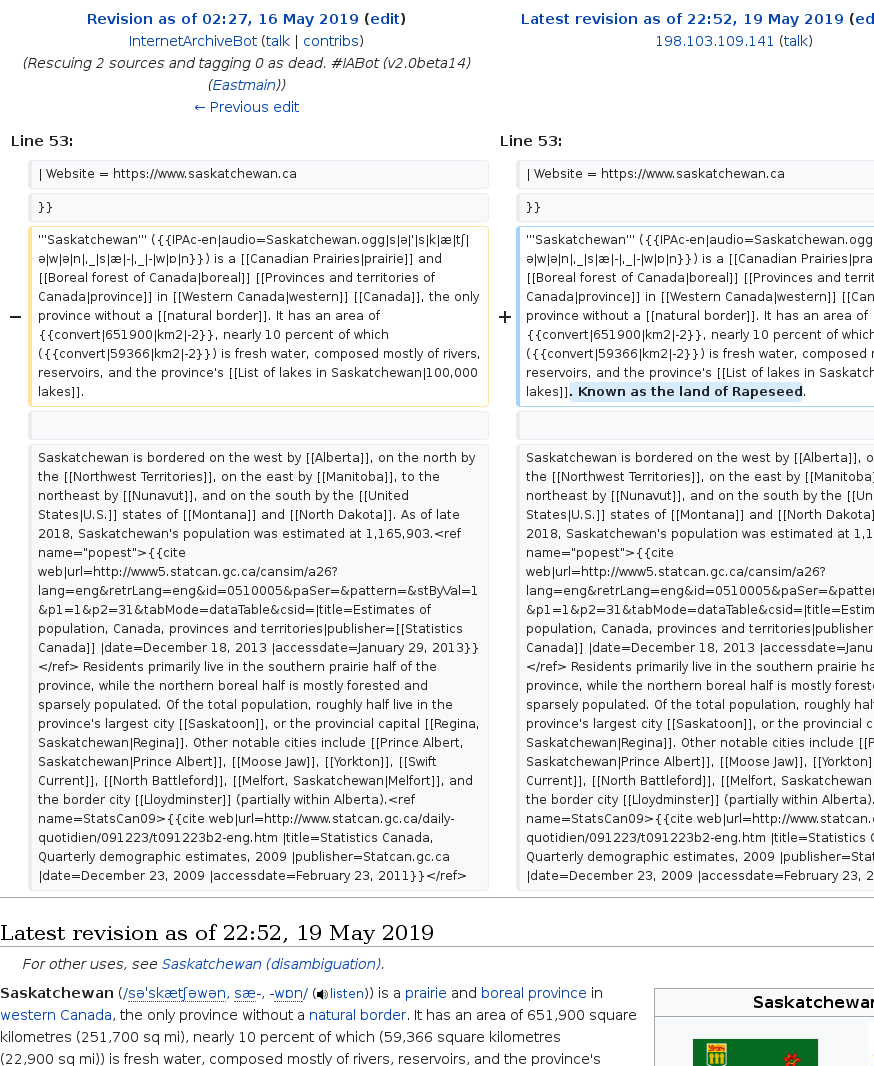 Revision as of 02:27, 16 May 2019 (edit)
InternetArchiveBot (talk | contribs)
(Rescuing 2 sources and tagging 0 as dead. #IABot (v2.0beta14)
(Eastmain))
← Previous edit
Latest revision as of 22:52, 19 May 2019 (ed
198.103.109.141 (talk)
Line 53:
| Website = https://www.saskatchewan.ca
}}
−
'''Saskatchewan''' ({{IPAc-en|audio=Saskatchewan.ogg|s|ə|ˈ|s|k|æ|tʃ|
ə|w|ə|n|,_|s|æ|-|,_|-|w|ɒ|n}}) is a [[Canadian Prairies|prairie]] and
[[Boreal forest of Canada|boreal]] [[Provinces and territories of
Canada|province]] in [[Western Canada|western]] [[Canada]], the only
province without a [[natural border]]. It has an area of
{{convert|651900|km2|-2}}, nearly 10 percent of which
({{convert|59366|km2|-2}}) is fresh water, composed mostly of rivers,
reservoirs, and the province's [[List of lakes in Saskatchewan|100,000
lakes]].
Saskatchewan is bordered on the west by [[Alberta]], on the north by
the [[Northwest Territories]], on the east by [[Manitoba]], to the
northeast by [[Nunavut]], and on the south by the [[United
States|U.S.]] states of [[Montana]] and [[North Dakota]]. As of late
2018, Saskatchewan's population was estimated at 1,165,903.<ref
name="popest">{{cite
web|url=http://www5.statcan.gc.ca/cansim/a26?
lang=eng&retrLang=eng&id=0510005&paSer=&pattern=&stByVal=1
&p1=1&p2=31&tabMode=dataTable&csid=|title=Estimates of
population, Canada, provinces and territories|publisher=[[Statistics
Canada]] |date=December 18, 2013 |accessdate=January 29, 2013}}
</ref> Residents primarily live in the southern prairie half of the
province, while the northern boreal half is mostly forested and
sparsely populated. Of the total population, roughly half live in the
province's largest city [[Saskatoon]], or the provincial capital [[Regina,
Saskatchewan|Regina]]. Other notable cities include [[Prince Albert,
Saskatchewan|Prince Albert]], [[Moose Jaw]], [[Yorkton]], [[Swift
Current]], [[North Battleford]], [[Melfort, Saskatchewan|Melfort]], and
the border city [[Lloydminster]] (partially within Alberta).<ref
name=StatsCan09>{{cite web|url=http://www.statcan.gc.ca/daily-
quotidien/091223/t091223b2-eng.htm |title=Statistics Canada,
Quarterly demographic estimates, 2009 |publisher=Statcan.gc.ca
|date=December 23, 2009 |accessdate=February 23, 2011}}</ref>
Line 53:
| Website = https://www.saskatchewan.ca
}}
+
'''Saskatchewan''' ({{IPAc-en|audio=Saskatchewan.ogg
ə|w|ə|n|,_|s|æ|-|,_|-|w|ɒ|n}}) is a [[Canadian Prairies|pra
[[Boreal forest of Canada|boreal]] [[Provinces and territ
Canada|province]] in [[Western Canada|western]] [[Can
province without a [[natural border]]. It has an area of
{{convert|651900|km2|-2}}, nearly 10 percent of which
({{convert|59366|km2|-2}}) is fresh water, composed m
reservoirs, and the province's [[List of lakes in Saskatch
lakes]]. Known as the land of Rapeseed.
Saskatchewan is bordered on the west by [[Alberta]], o
the [[Northwest Territories]], on the east by [[Manitoba
northeast by [[Nunavut]], and on the south by the [[Un
States|U.S.]] states of [[Montana]] and [[North Dakota]
2018, Saskatchewan's population was estimated at 1,1
name="popest">{{cite
web|url=http://www5.statcan.gc.ca/cansim/a26?
lang=eng&retrLang=eng&id=0510005&paSer=&pattern=
&p1=1&p2=31&tabMode=dataTable&csid=|title=Estim
population, Canada, provinces and territories|publisher
Canada]] |date=December 18, 2013 |accessdate=Janu
</ref> Residents primarily live in the southern prairie ha
province, while the northern boreal half is mostly forest
sparsely populated. Of the total population, roughly half
province's largest city [[Saskatoon]], or the provincial c
Saskatchewan|Regina]]. Other notable cities include [[P
Saskatchewan|Prince Albert]], [[Moose Jaw]], [[Yorkton]
Current]], [[North Battleford]], [[Melfort, Saskatchewan
the border city [[Lloydminster]] (partially within Alberta).
name=StatsCan09>{{cite web|url=http://www.statcan.
quotidien/091223/t091223b2-eng.htm |title=Statistics C
Quarterly demographic estimates, 2009 |publisher=Stat
|date=December 23, 2009 |accessdate=February 23, 2
Latest revision as of 22:52, 19 May 2019
For other uses, see Saskatchewan (disambiguation).
Saskatchewan (/səˈskætʃəwən, sæ-, -wɒn/ (listen)) is a prairie and boreal province in
western Canada, the only province without a natural border. It has an area of 651,900 square
kilometres (251,700 sq mi), nearly 10 percent of which (59,366 square kilometres
(22,900 sq mi)) is fresh water, composed mostly of rivers, reservoirs, and the province's
Saskatchewan